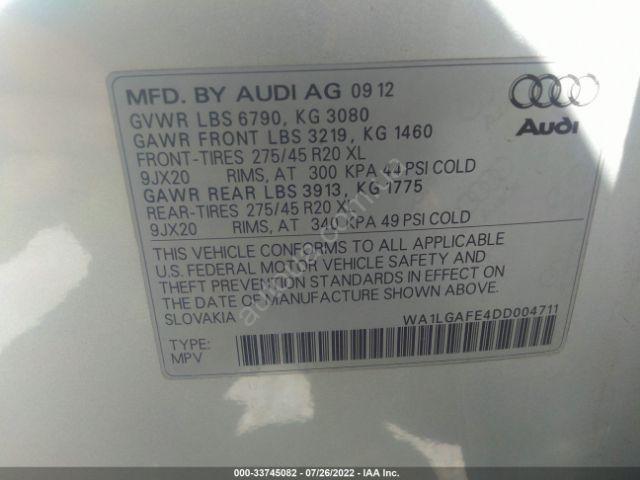 MFD. BY AUDI AG 09 12
GVWR LBS 6790, KG 3080
GAWR FRONT LBS 3219, KG 1460
FRONT-TIRES 275/45 R20 XL
9JX20 RIMS, AT 300 KPA 44 PSI COLD
GAWR REAR LBS 3913, KG 1775
REAR-TIRES 275/45 R20 XL
9JX20 RIMS, AT 340 KPA 49 PSI COLD
Audi
THIS VEHICLE CONFORMS TO ALL APPLICABLE
U.S. FEDERAL MOTOR VEHICLE SAFETY AND
THEFT PREVENTION STANDARDS IN EFFECT ON
THE DATE OF MANUFACTURE SHOWN ABOVE.
SLOVAKIA WA1LGAFE4DD004711
TYPE:
MPV
000-33745082 - 07/26/2022 - IAA Inc.